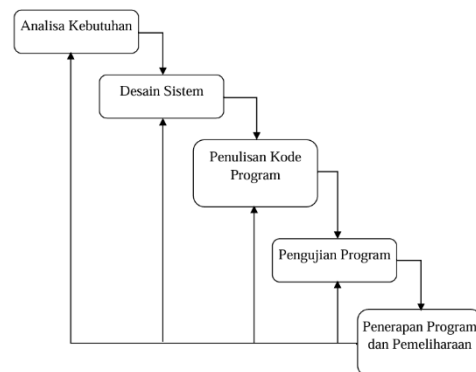 Analisa Kebutuhan
Desain Sistem
Penulisan Kode
Program
Pengujian Program
Penerapan Program
dan Pemeliharaan